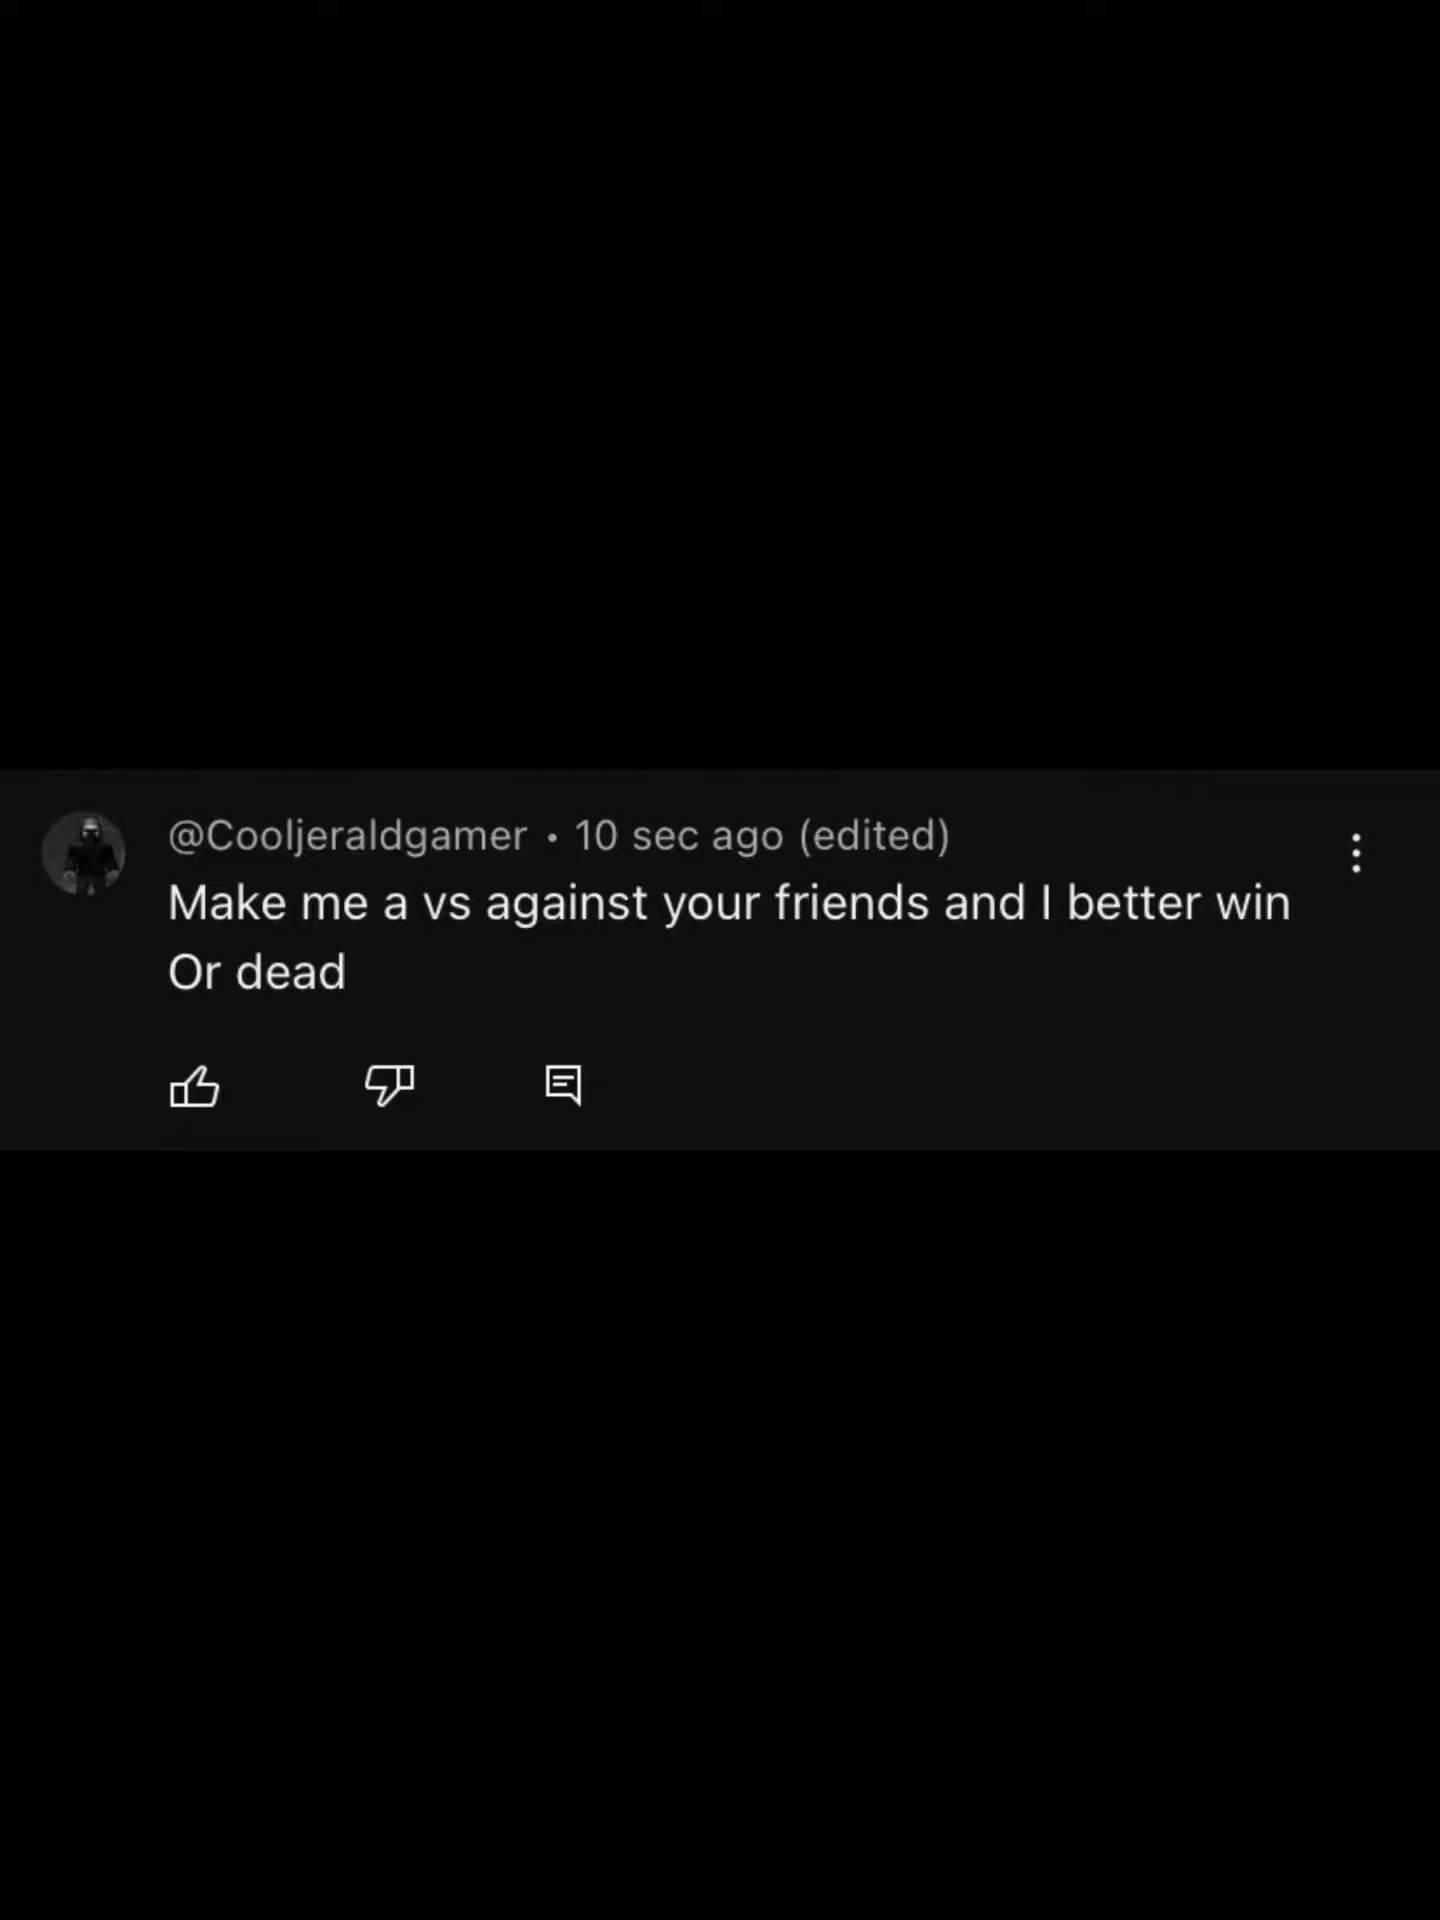 @Cooljeraldgamer • 10 sec ago (edited)
Make me a vs against your friends and I better win
Or dead